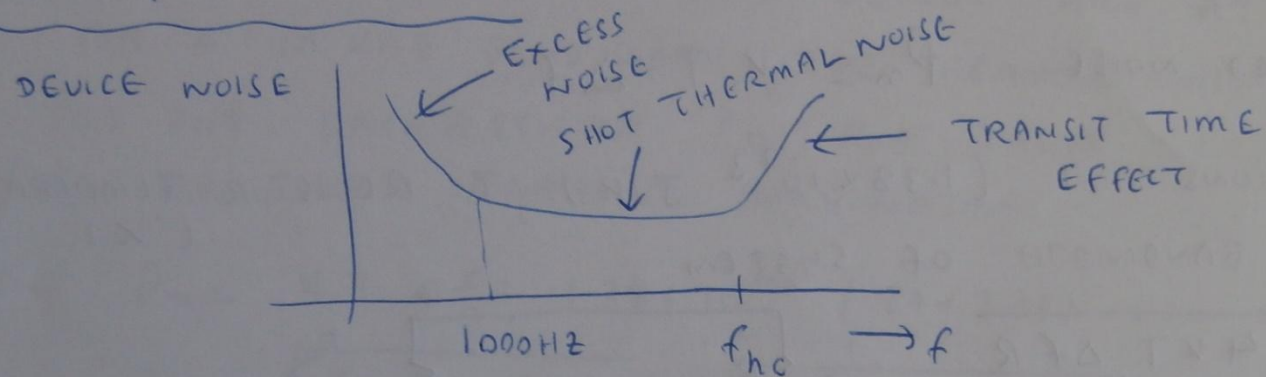 DEVICE NOISE
EXCESS
NOISE
SHOT THERMAL NOISE
TRANSIT TIME
EFFECT
1000HZ
fhc
→ f